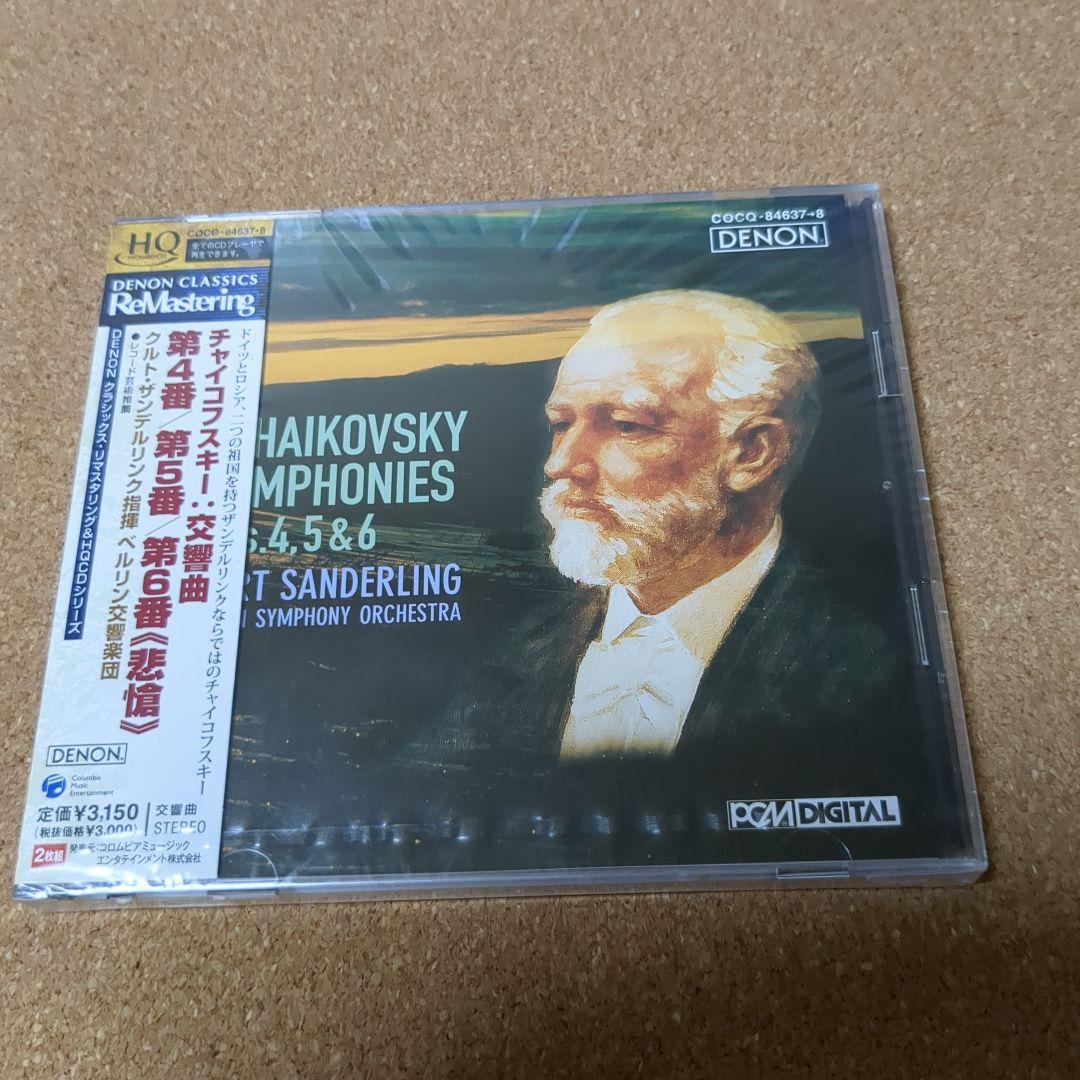 HQ
HiQualityCD
COCQ-84637-8
全てのCDプレーヤで
再生できます。
DENON CLASSICS
ReMastering
ドイツとロシア、二つの祖国を持つザンデルリンクならではのチャイコフスキー
チャイコフスキー：交響曲
第4番／第5番／第6番《悲愴》
クルト・ザンデルリンク指揮 ベルリン交響楽団
●レコード芸術推薦
DENON クラシックス・リマスタリング&HQCDシリーズ
DENON
Columbia
Music
Entertainment
定価¥3,150
(税抜価格¥3,000)
交響曲
STEREO
2枚組
発売元:コロムビアミュージック
エンタテインメント株式会社
COCQ-84637→8
DENON
HAIKOVSKY
MPHONIES
s.4,5&6
RT SANDERLING
N SYMPHONY ORCHESTRA
PCM DIGITAL